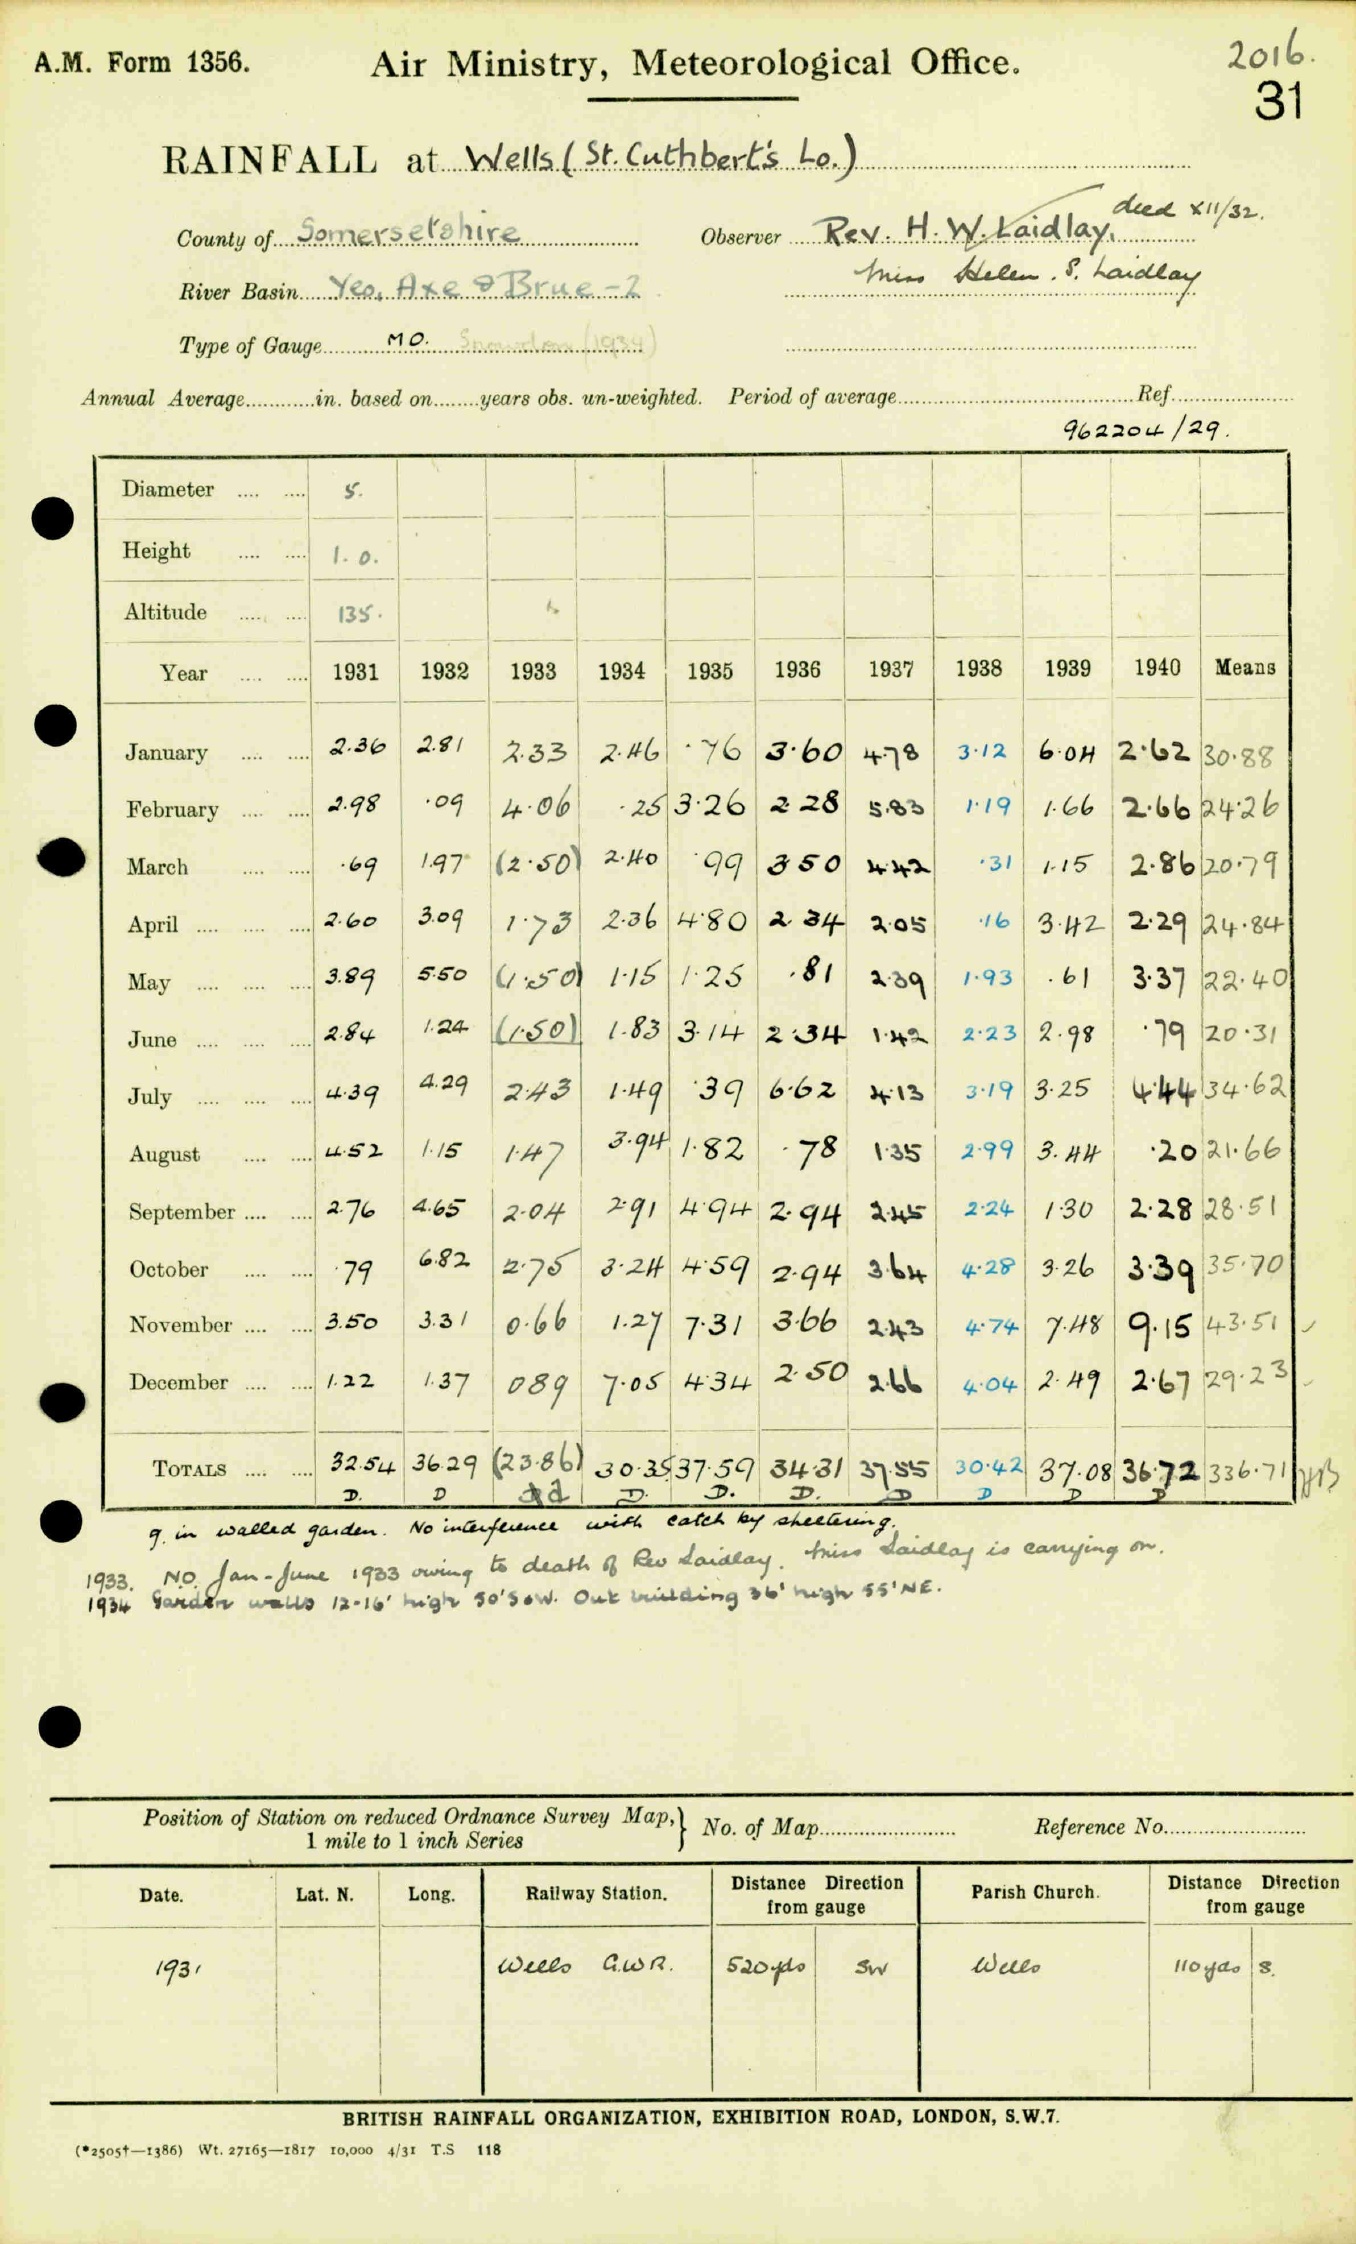 2016.
A.M. Form 1356.
Air Ministry, Meteorological Office.
31
RAINFALL at Wells (St. Cuthbert's Lo.)
died XII/32.
County of Somersetshire Observer Rev. H. W. Laidlay.
River Basin Yeo, Axe & Brue -2 Miss Helen. S. Laidlay
Type of Gauge M O. Snowdon (1934)
Annual Average in. based on years obs. un-weighted. Period of average Ref.
962204/29.
Diameter 5.
Height 1. 0.
Altitude 135.
Year 1931 1932 1933 1934 1935 1936 1937 1938 1939 1940 Means
January 2.36 2.81 2.33 2.46 .76 3.60 4.78 3.12 6.04 2.62 30.88
February 2.98 .09 4.06 .25 3.26 2.28 5.83 1.19 1.66 2.66 24.26
March .69 1.97 (2.50) 2.40 .99 3 50 4.42 .31 1.15 2.86 20.79
April 2.60 3.09 1.73 2.36 4.80 2.34 2.05 .16 3.42 2.29 24.84
May 3.89 5.50 (1.50) 1.15 1.25 .81 2.39 1.93 .61 3.37 22.40
June 2.84 1.24 (1.50) 1.83 3.14 2.34 1.42 2.23 2.98 .79 20.31
July 4.39 4.29 2.43 1.49 .39 6.62 4.13 3.19 3.25 4.44 34.62
August 4.52 1.15 1.47 3.94 1.82 .78 1.35 2.99 3.44 .20 21.66
September 2.76 4.65 2.04 2.91 4.94 2.94 2.45 2.24 1.30 2.28 28.51
October .79 6.82 2.75 3.24 4.59 2.94 3.64 4.28 3.26 3.39 35.70
November 3.50 3.31 0.66 1.27 7.31 3.66 2.43 4.74 7.48 9.15 43.51
December 1.22 1.37 0 89 7.05 4.34 2.50 2.66 4.04 2.49 2.67 29.23
TOTALS 32.54 36.29 (23.86) 30.35 37.59 34.31 37.55 30.42 37.08 36.72 336.71
D. D d D. D. D. D D D D
g. in walled garden. No interference with catch by sheltering.
1933. N.O. Jan-June 1933 owing to death of Rev Laidlay. Miss Laidlay is carrying on.
1934 Garden walls 12-16' high 50' S & W. Out building 36' high 55' NE.
Position of Station on reduced Ordnance Survey Map,} No. of Map Reference No.
1 mile to 1 inch Series
Date. Lat. N. Long. Railway Station. Distance Direction from gauge Parish Church. Distance Direction from gauge
1931 Wells G.W.R. 520 yds SW Wells 110 yds S.
BRITISH RAINFALL ORGANIZATION, EXHIBITION ROAD, LONDON, S.W.7.
(*2505†—1386) Wt. 27165—1817 10,000 4/31 T.S 118